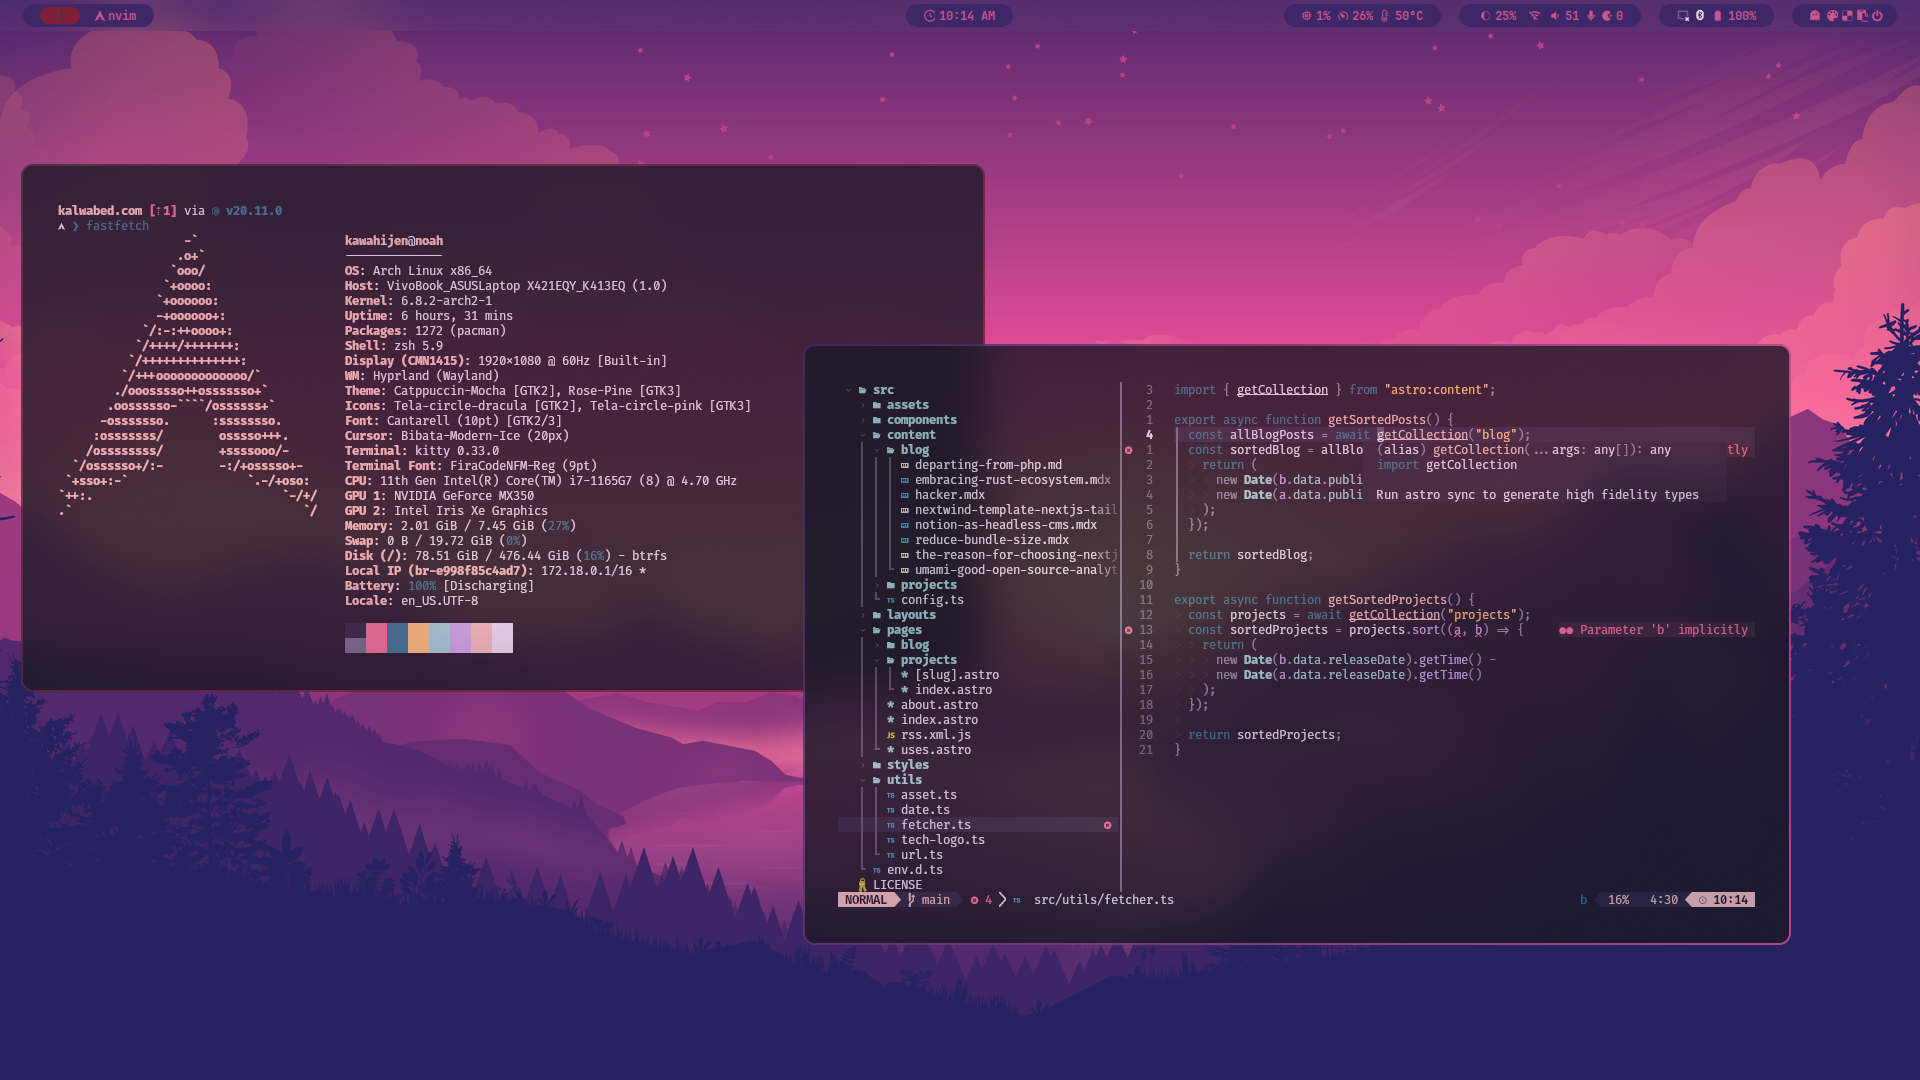 nvim
10:14 AM
1% 26% 50°C
25% 51 0
100%
kalwabed.com [↑1] via v20.11.0
❯ fastfetch
-`
.o+`
`ooo/
`+oooo:
`+oooooo:
-+oooooo+:
`/:-:++oooo+:
`/++++/+++++++:
`/++++++++++++++:
`/+++ooooooooooooo/`
./ooosssso++osssssso+`
.oossssso-````/ossssss+`
-osssssso.      :ssssssso.
:osssssss/        osssso+++.
/ossssssss/        +ssssooo/-
`/ossssso+/:-        -:/+osssso+-
`+sso+:-`                 `.-/+oso:
`++:.                           `-/+/
.`                                 `/
kawahijen@noah
OS: Arch Linux x86_64
Host: VivoBook_ASUSLaptop X421EQY_K413EQ (1.0)
Kernel: 6.8.2-arch2-1
Uptime: 6 hours, 31 mins
Packages: 1272 (pacman)
Shell: zsh 5.9
Display (CMN1415): 1920×1080 @ 60Hz [Built-in]
WM: Hyprland (Wayland)
Theme: Catppuccin-Mocha [GTK2], Rose-Pine [GTK3]
Icons: Tela-circle-dracula [GTK2], Tela-circle-pink [GTK3]
Font: Cantarell (10pt) [GTK2/3]
Cursor: Bibata-Modern-Ice (20px)
Terminal: kitty 0.33.0
Terminal Font: FiraCodeNFM-Reg (9pt)
CPU: 11th Gen Intel(R) Core(TM) i7-1165G7 (8) @ 4.70 GHz
GPU 1: NVIDIA GeForce MX350
GPU 2: Intel Iris Xe Graphics
Memory: 2.01 GiB / 7.45 GiB (27%)
Swap: 0 B / 19.72 GiB (0%)
Disk (/): 78.51 GiB / 476.44 GiB (16%) - btrfs
Local IP (br-e998f85c4ad7): 172.18.0.1/16 *
Battery: 100% [Discharging]
Locale: en_US.UTF-8
src
assets
components
content
blog
departing-from-php.md
embracing-rust-ecosystem.mdx
hacker.mdx
nextwind-template-nextjs-tail
notion-as-headless-cms.mdx
reduce-bundle-size.mdx
the-reason-for-choosing-nextj
umami-good-open-source-analyt
projects
TS config.ts
layouts
pages
blog
projects
* [slug].astro
* index.astro
* about.astro
* index.astro
JS rss.xml.js
* uses.astro
styles
utils
TS asset.ts
TS date.ts
TS fetcher.ts
TS tech-logo.ts
TS url.ts
TS env.d.ts
LICENSE
3 import { getCollection } from "astro:content";
2
1 export async function getSortedPosts() {
4 const allBlogPosts = await getCollection("blog");
1 const sortedBlog = allBlo (alias) getCollection(...args: any[]): any tly
2 return ( import getCollection
3 new Date(b.data.publi
4 new Date(a.data.publi Run astro sync to generate high fidelity types
5 );
6 });
7
8 return sortedBlog;
9 }
10
11 export async function getSortedProjects() {
12 const projects = await getCollection("projects");
13 const sortedProjects = projects.sort((a, b) => { ●● Parameter 'b' implicitly
14 return (
15 new Date(b.data.releaseDate).getTime() -
16 new Date(a.data.releaseDate).getTime()
17 );
18 });
19
20 return sortedProjects;
21 }
NORMAL main 4 TS src/utils/fetcher.ts b 16% 4:30 10:14